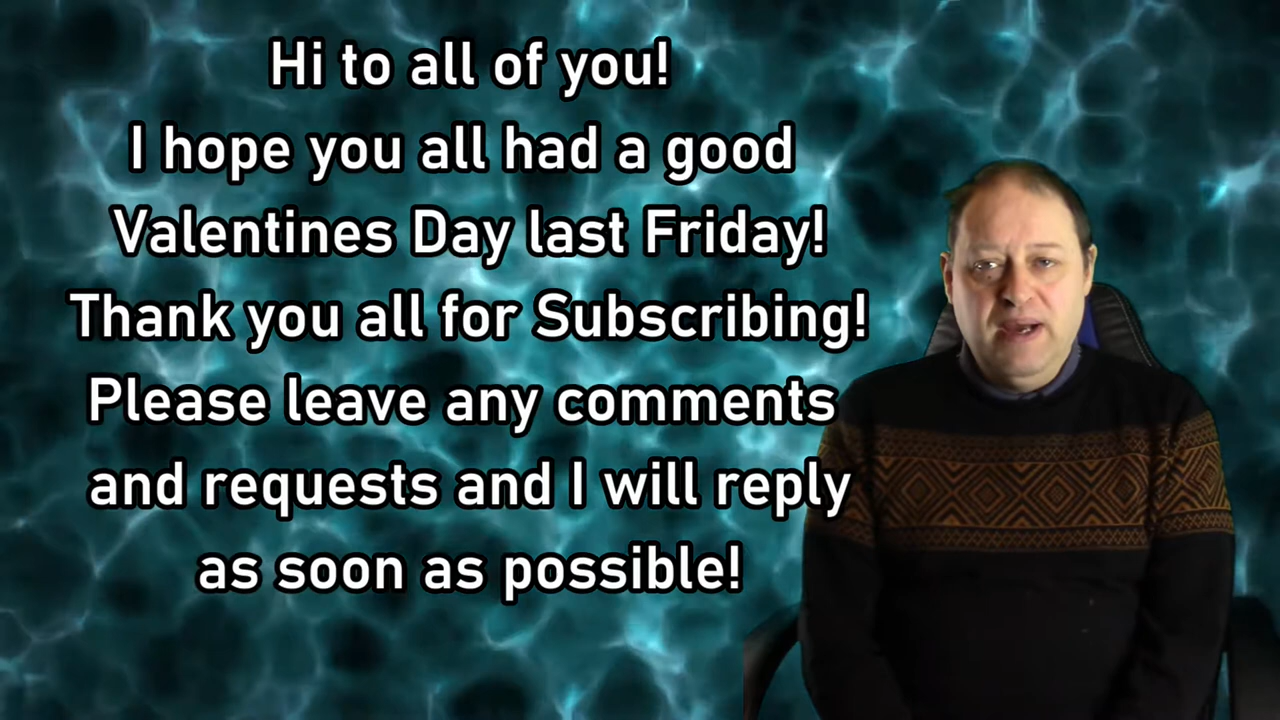 Hi to all of you!
I hope you all had a good
Valentines Day last Friday!
Thank you all for Subscribing!
Please leave any comments
and requests and I will reply
as soon as possible!